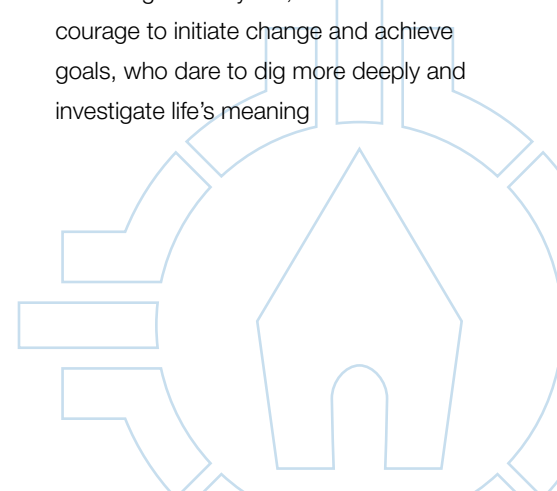 courage to initiate change and achieve
goals, who dare to dig more deeply and
investigate life's meaning